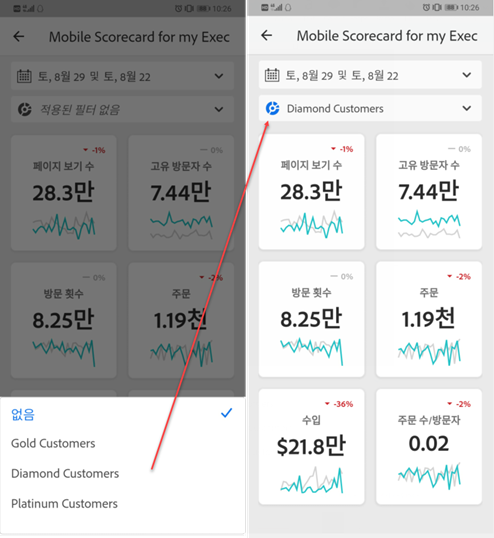 10:26
Mobile Scorecard for my Exec
토, 8월 29 및 토, 8월 22
적용된 필터 없음
-1%
페이지 보기 수
28.3만
0%
고유 방문자 수
7.44만
0%
방문 횟수
8.25만
-2%
주문
1.19천
없음
Gold Customers
Diamond Customers
Platinum Customers
10:26
Mobile Scorecard for my Exec
토, 8월 29 및 토, 8월 22
Diamond Customers
-1%
페이지 보기 수
28.3만
0%
고유 방문자 수
7.44만
0%
방문 횟수
8.25만
-2%
주문
1.19천
-36%
수입
$21.8만
-2%
주문 수/방문자
0.02